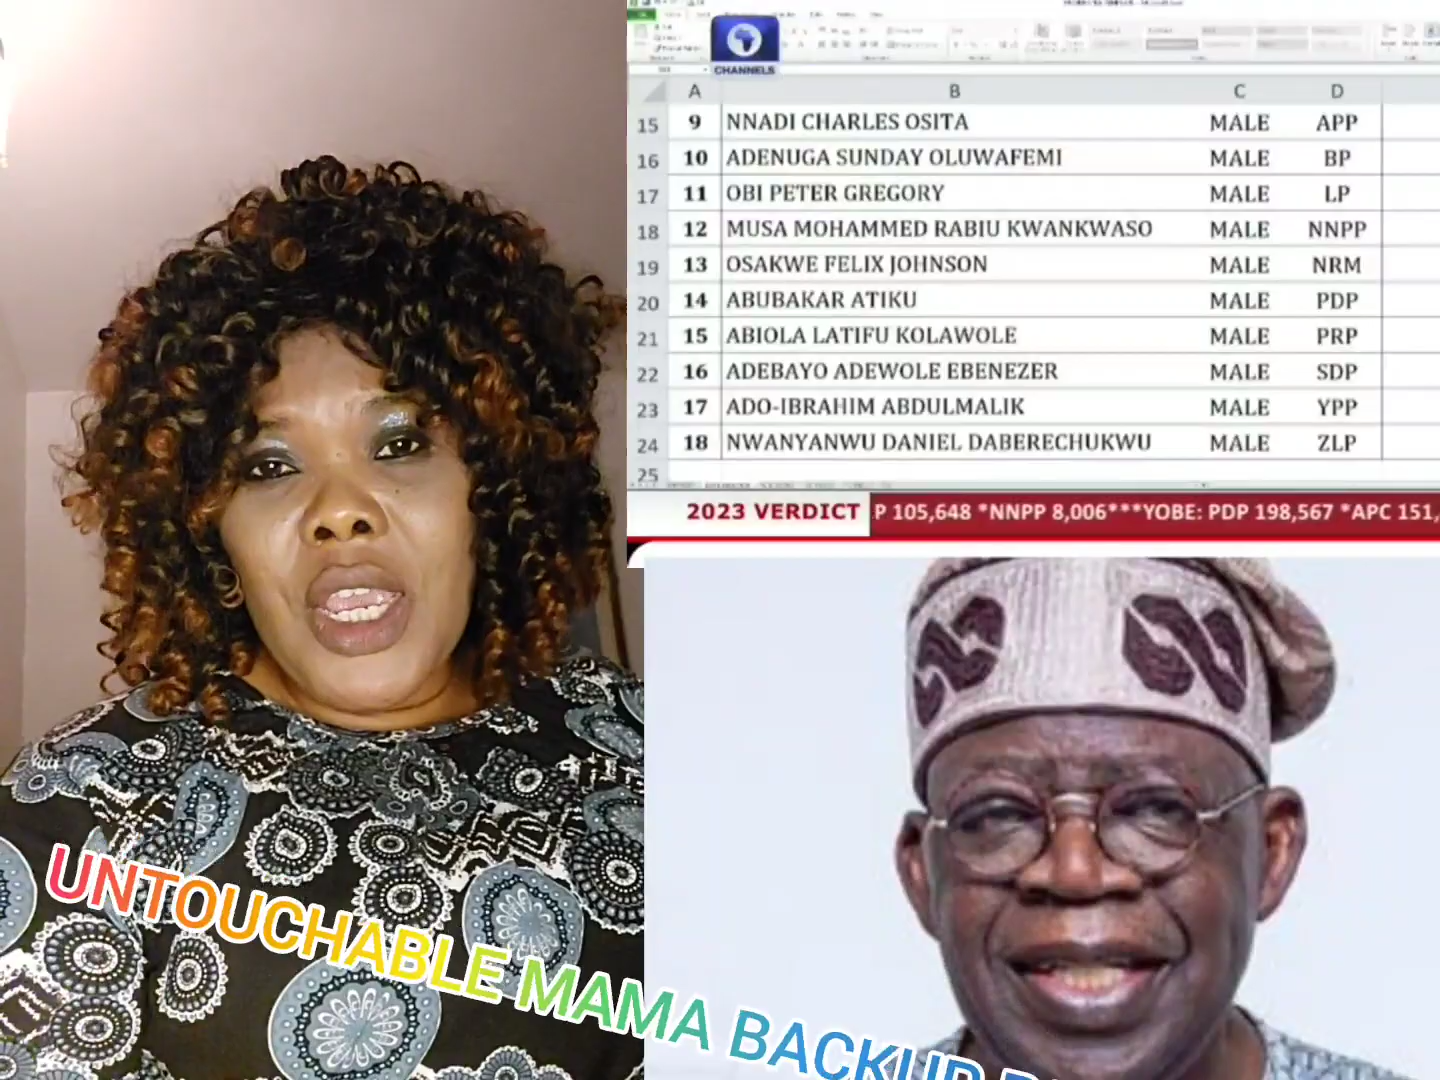 CHANNELS
A B C D
15 9 NNADI CHARLES OSITA MALE APP
16 10 ADENUGA SUNDAY OLUWAFEMI MALE BP
17 11 OBI PETER GREGORY MALE LP
18 12 MUSA MOHAMMED RABIU KWANKWASO MALE NNPP
19 13 OSAKWE FELIX JOHNSON MALE NRM
20 14 ABUBAKAR ATIKU MALE PDP
21 15 ABIOLA LATIFU KOLAWOLE MALE PRP
22 16 ADEBAYO ADEWOLE EBENEZER MALE SDP
23 17 ADO-IBRAHIM ABDULMALIK MALE YPP
24 18 NWANYANWU DANIEL DABERECHUKWU MALE ZLP
25
2023 VERDICT P 105,648 *NNPP 8,006***YOBE: PDP 198,567 *APC 151,
UNTOUCHABLE MAMA BACKUP